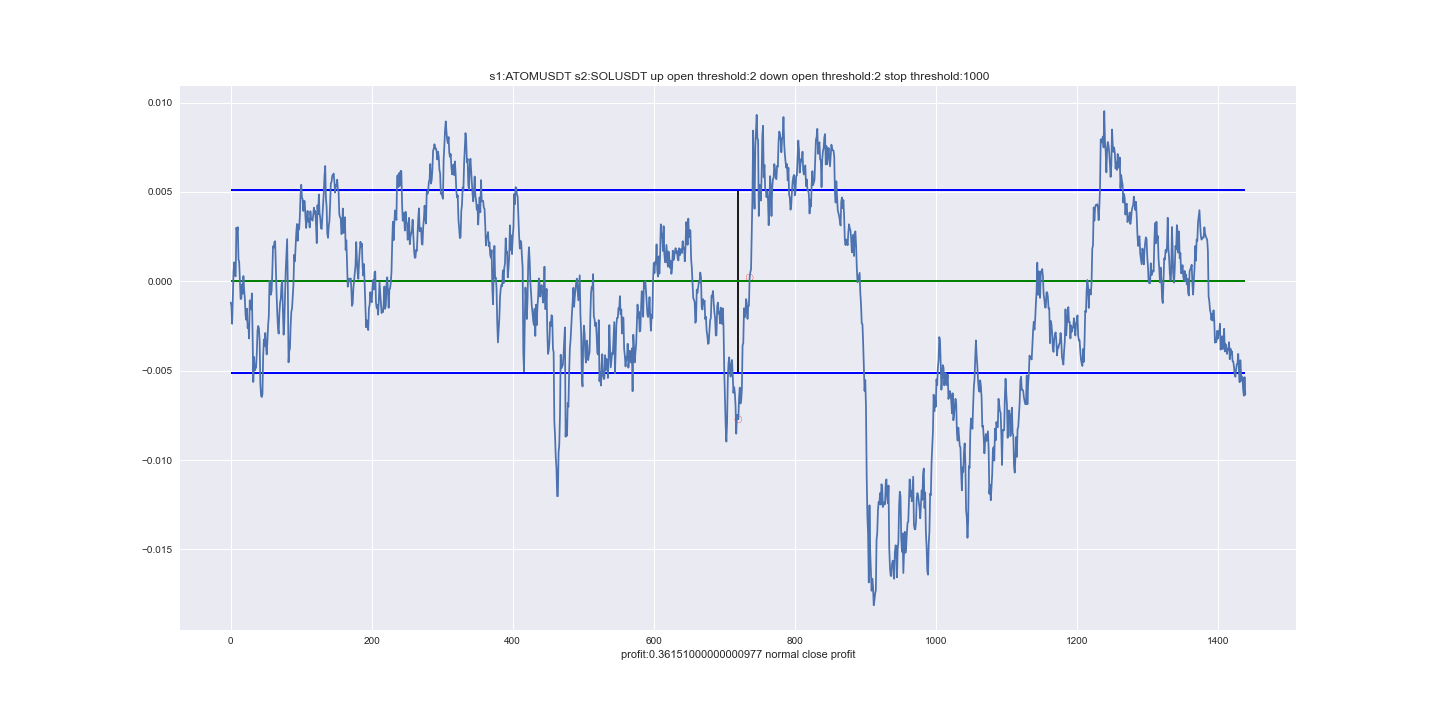 s1:ATOMUSDT s2:SOLUSDT up open threshold:2 down open threshold:2 stop threshold:1000
0.010
0.005
0.000
−0.005
−0.010
−0.015
0 200 400 600 800 1000 1200 1400
profit:0.36151000000000977 normal close profit